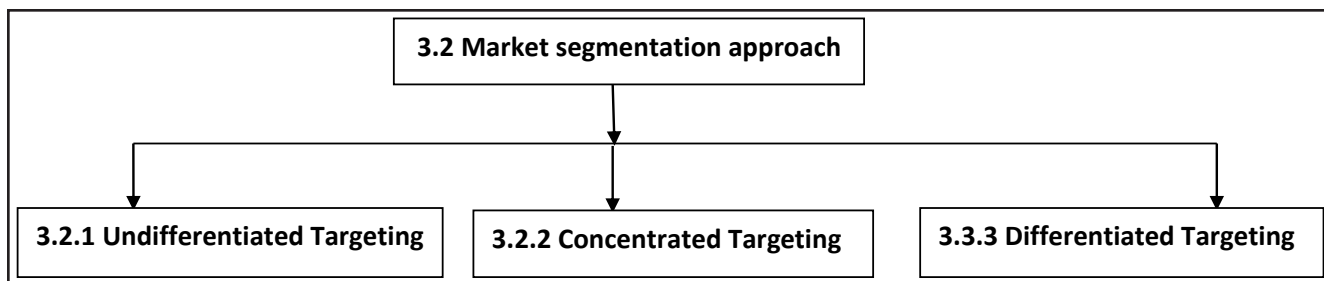 3.2 Market segmentation approach
3.2.1 Undifferentiated Targeting
3.2.2 Concentrated Targeting
3.3.3 Differentiated Targeting